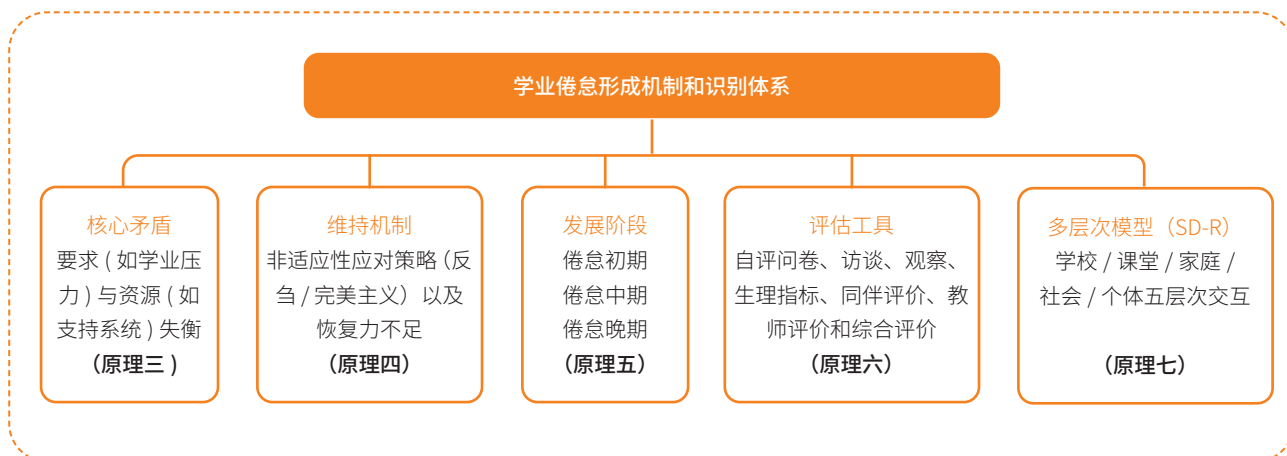 学业倦怠形成机制和识别体系
核心矛盾
要求 ( 如学业压
力 ) 与资源 ( 如
支持系统 ) 失衡
（原理三 )
维持机制
非适应性应对策略（反
刍 / 完美主义）以及
恢复力不足
（原理四）
发展阶段
倦怠初期
倦怠中期
倦怠晚期
（原理五）
评估工具
自评问卷、访谈、观察、
生理指标、同伴评价、教
师评价和综合评价
（原理六）
多层次模型（SD-R）
学校 / 课堂 / 家庭 /
社会 / 个体五层次交互
（原理七）